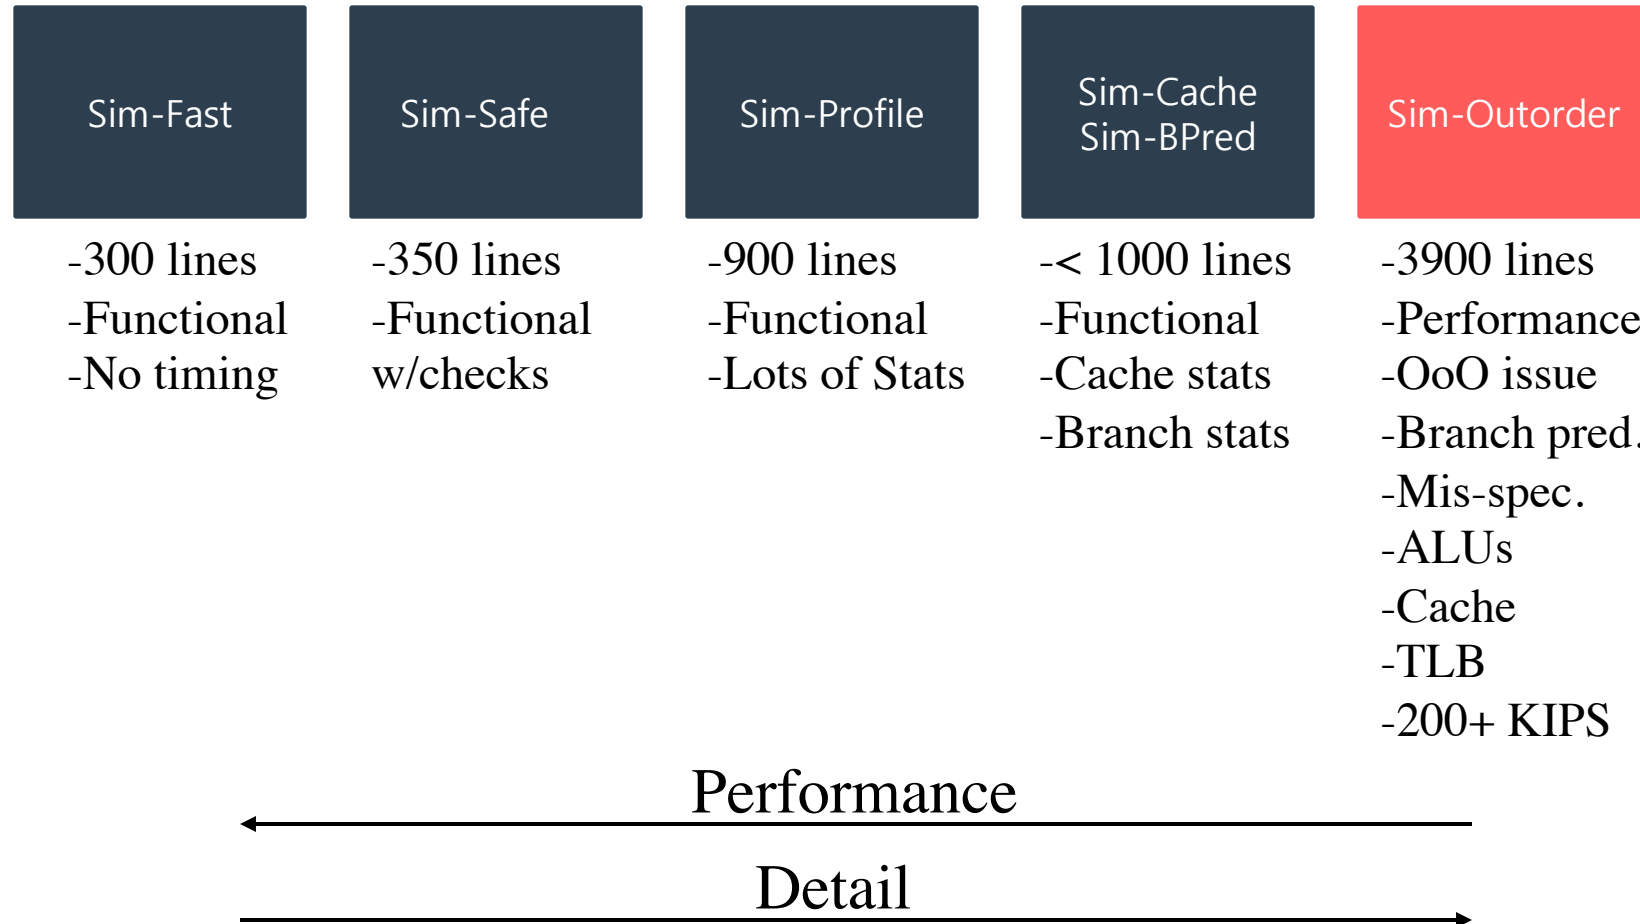 Sim-Fast
-300 lines
-Functional
-No timing
Sim-Safe
-350 lines
-Functional
w/checks
Sim-Profile
-900 lines
-Functional
-Lots of Stats
Sim-Cache
Sim-BPred
-< 1000 lines
-Functional
-Cache stats
-Branch stats
Sim-Outorder
-3900 lines
-Performance
-OoO issue
-Branch pred.
-Mis-spec.
-ALUs
-Cache
-TLB
-200+ KIPS
Performance
Detail